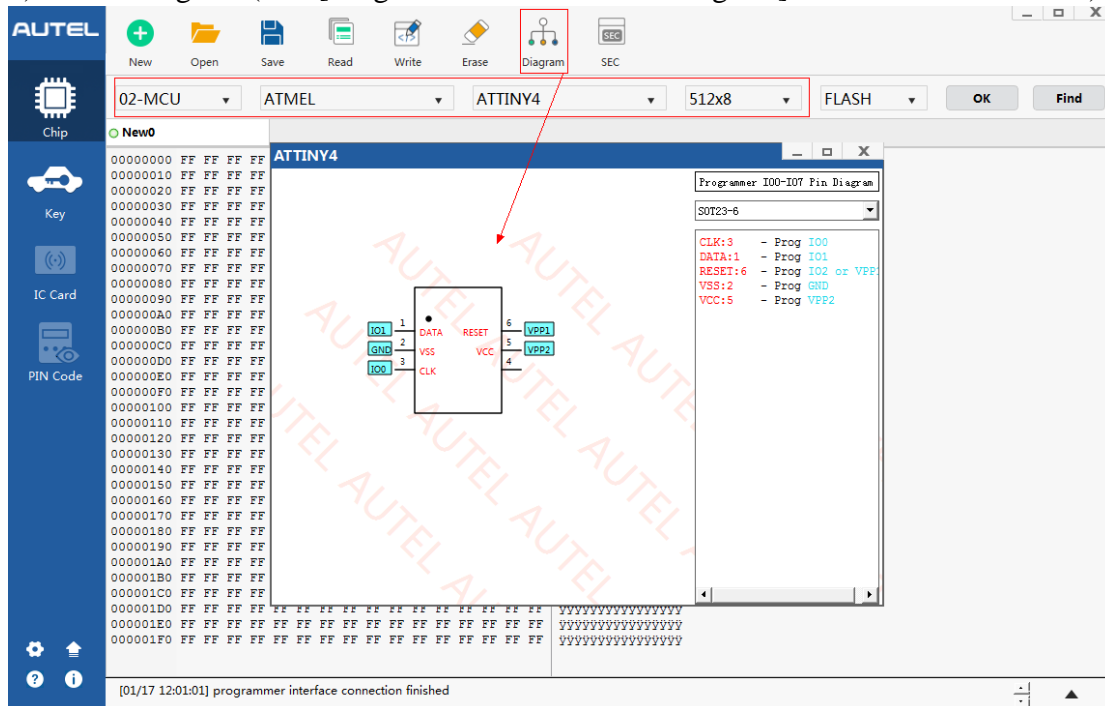 AUTEL
New Open Save Read Write Erase Diagram SEC
02-MCU ATMEL ATTINY4 512x8 FLASH OK Find
Chip
Key
IC Card
PIN Code
New0
ATTINY4
00000000 FF FF FF FF
00000010 FF FF FF FF
00000020 FF FF FF FF
00000030 FF FF FF FF
00000040 FF FF FF FF
00000050 FF FF FF FF
00000060 FF FF FF FF
00000070 FF FF FF FF
00000080 FF FF FF FF
00000090 FF FF FF FF
000000A0 FF FF FF FF
000000B0 FF FF FF FF
000000C0 FF FF FF FF
000000D0 FF FF FF FF
000000E0 FF FF FF FF
000000F0 FF FF FF FF
00000100 FF FF FF FF
00000110 FF FF FF FF
00000120 FF FF FF FF
00000130 FF FF FF FF
00000140 FF FF FF FF
00000150 FF FF FF FF
00000160 FF FF FF FF
00000170 FF FF FF FF
00000180 FF FF FF FF
00000190 FF FF FF FF
000001A0 FF FF FF FF
000001B0 FF FF FF FF
000001C0 FF FF FF FF
000001D0 FF FF FF FF FF FF FF FF FF FF FF FF FF FF FF FF ÿÿÿÿÿÿÿÿÿÿÿÿÿÿÿÿ
000001E0 FF FF FF FF FF FF FF FF FF FF FF FF FF FF FF FF ÿÿÿÿÿÿÿÿÿÿÿÿÿÿÿÿ
000001F0 FF FF FF FF FF FF FF FF FF FF FF FF FF FF FF FF ÿÿÿÿÿÿÿÿÿÿÿÿÿÿÿÿ
IO1 1 DATA RESET 6 VPP1
GND 2 VSS VCC 5 VPP2
IO0 3 CLK 4
Programmer IO0-IO7 Pin Diagram
SOT23-6
CLK:3 - Prog IO0
DATA:1 - Prog IO1
RESET:6 - Prog IO2 or VPP
VSS:2 - Prog GND
VCC:5 - Prog VPP2
[01/17 12:01:01] programmer interface connection finished